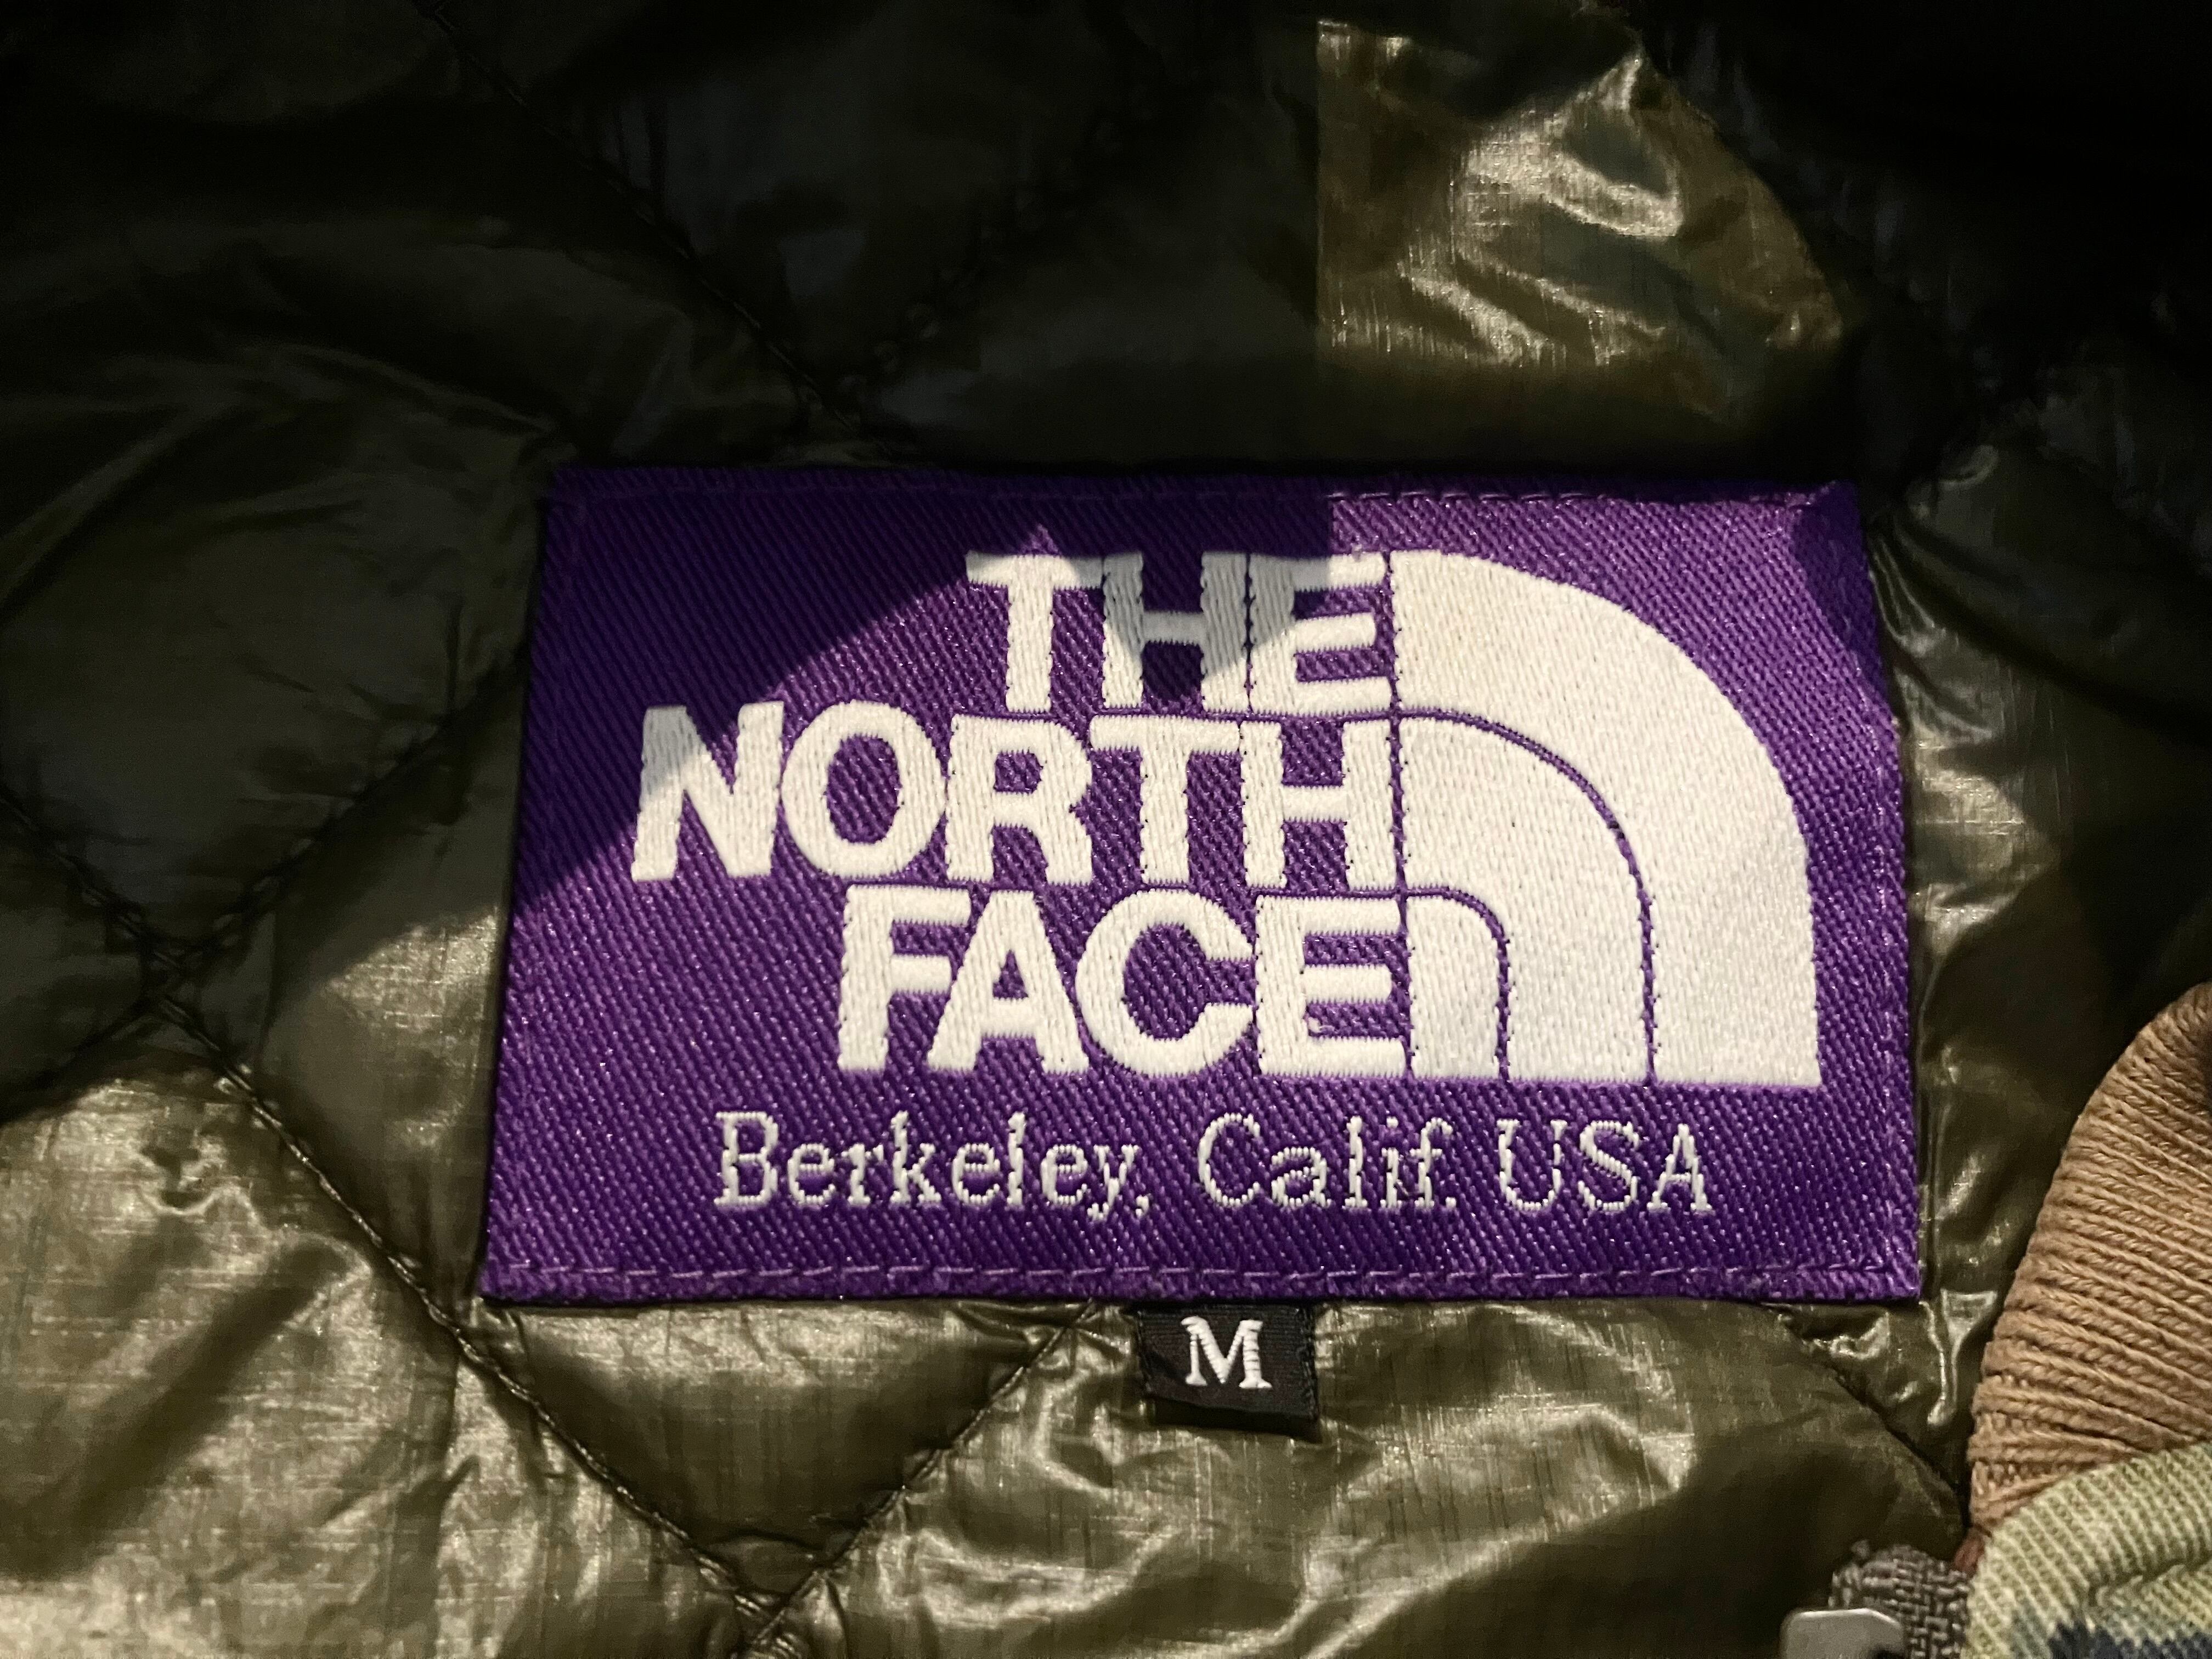 THE
NORTH
FACE
Berkeley, Calif. USA
M